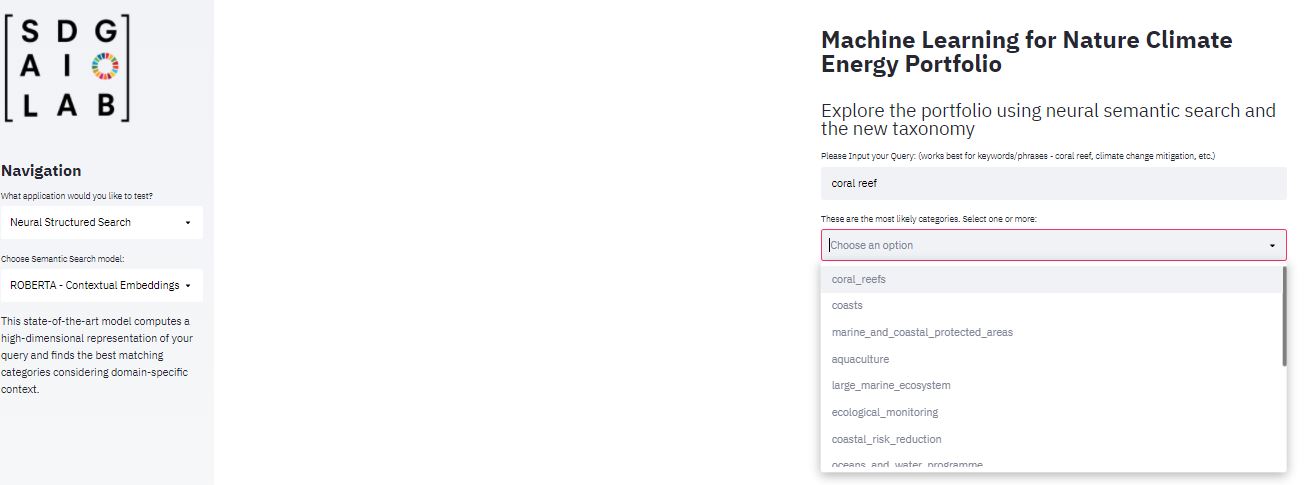 S D G
A I
L A B
Navigation
What application would you like to test?
Neural Structured Search
Choose Semantic Search model:
ROBERTA - Contextual Embeddings
This state-of-the-art model computes a
high-dimensional representation of your
query and finds the best matching
categories considering domain-specific
context.
Machine Learning for Nature Climate
Energy Portfolio
Explore the portfolio using neural semantic search and
the new taxonomy
Please Input your Query: (works best for keywords/phrases - coral reef, climate change mitigation, etc.)
coral reef
These are the most likely categories. Select one or more:
Choose an option
coral_reefs
coasts
marine_and_coastal_protected_areas
aquaculture
large_marine_ecosystem
ecological_monitoring
coastal_risk_reduction
oceans_and_water_programme